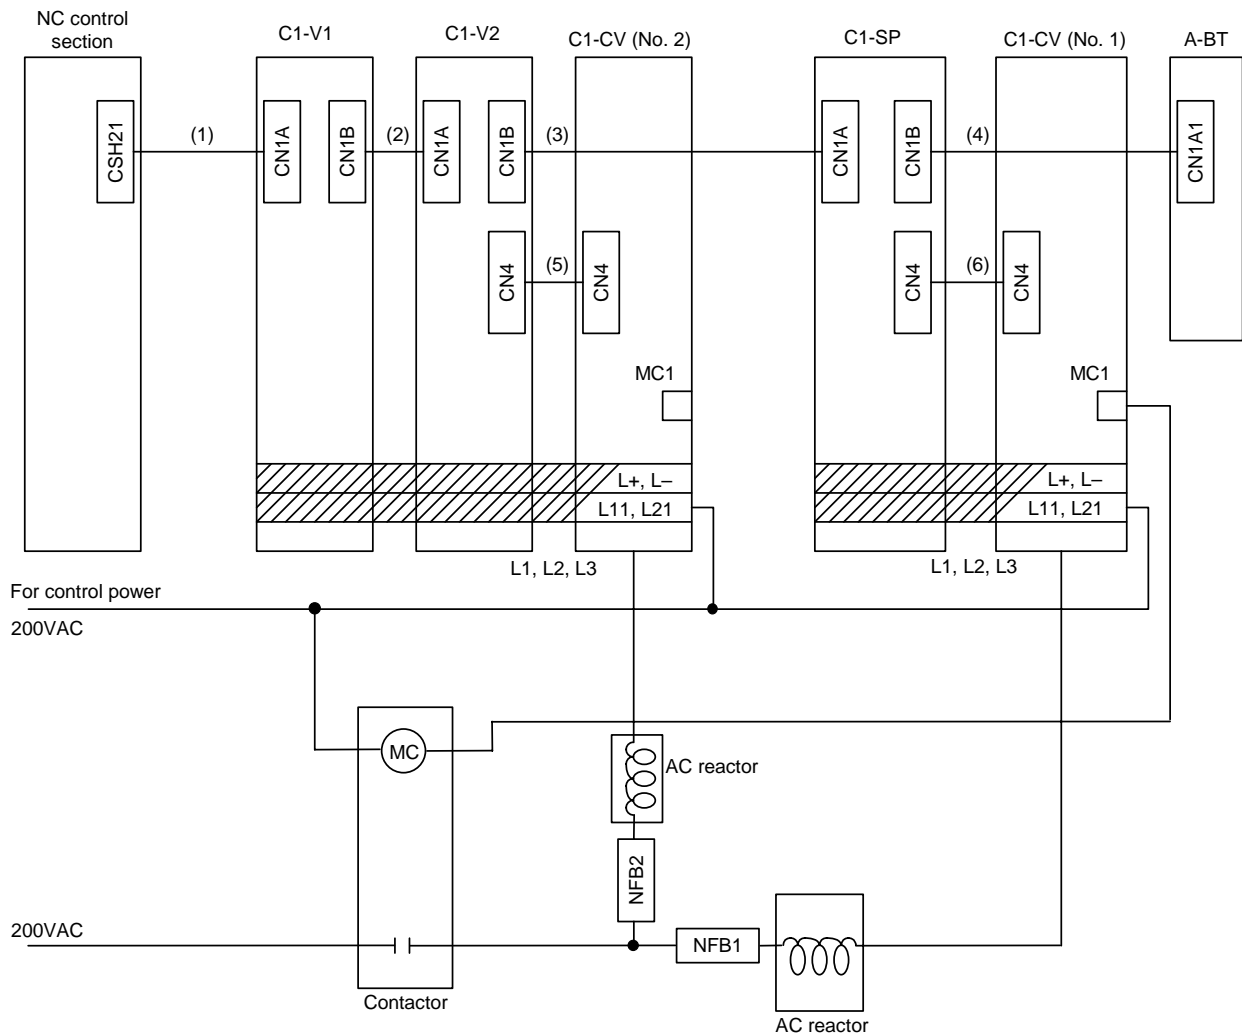 NC control
section
C1-V1
C1-V2
C1-CV (No. 2)
C1-SP
C1-CV (No. 1)
A-BT
CSH21
(1)
CN1A
CN1B
(2)
CN1A
CN1B
(3)
CN1A
CN1B
(4)
CN1A1
CN4
(5)
CN4
CN4
(6)
CN4
MC1
MC1
L+, L–
L11, L21
L+, L–
L11, L21
L1, L2, L3
L1, L2, L3
For control power
200VAC
MC
AC reactor
NFB2
200VAC
NFB1
Contactor
AC reactor